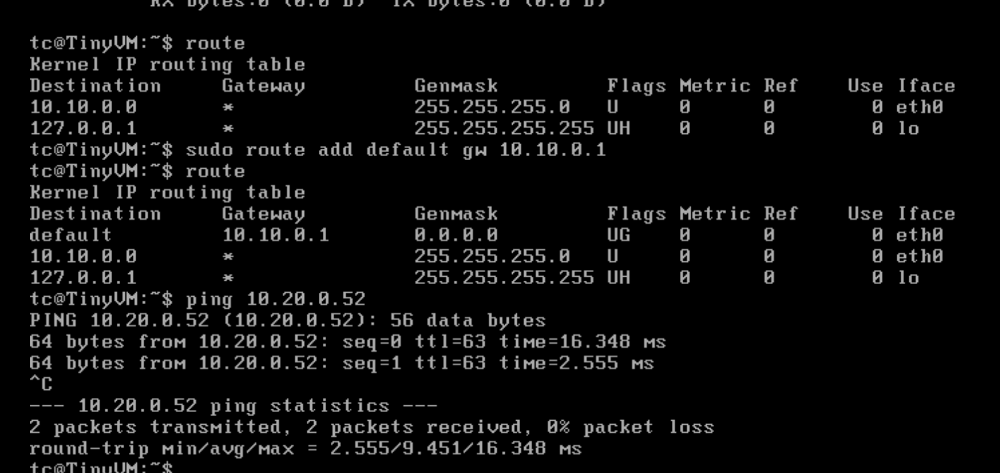 RX bytes:0 (0.0 B)  TX bytes:0 (0.0 B)
tc@TinyVM:~$ route
Kernel IP routing table
Destination     Gateway         Genmask         Flags Metric Ref    Use Iface
10.10.0.0       *               255.255.255.0   U     0      0        0 eth0
127.0.0.1       *               255.255.255.255 UH    0      0        0 lo
tc@TinyVM:~$ sudo route add default gw 10.10.0.1
tc@TinyVM:~$ route
Kernel IP routing table
Destination     Gateway         Genmask         Flags Metric Ref    Use Iface
default         10.10.0.1       0.0.0.0         UG    0      0        0 eth0
10.10.0.0       *               255.255.255.0   U     0      0        0 eth0
127.0.0.1       *               255.255.255.255 UH    0      0        0 lo
tc@TinyVM:~$ ping 10.20.0.52
PING 10.20.0.52 (10.20.0.52): 56 data bytes
64 bytes from 10.20.0.52: seq=0 ttl=63 time=16.348 ms
64 bytes from 10.20.0.52: seq=1 ttl=63 time=2.555 ms
^C
--- 10.20.0.52 ping statistics ---
2 packets transmitted, 2 packets received, 0% packet loss
round-trip min/avg/max = 2.555/9.451/16.348 ms
tc@TinyVM:~$